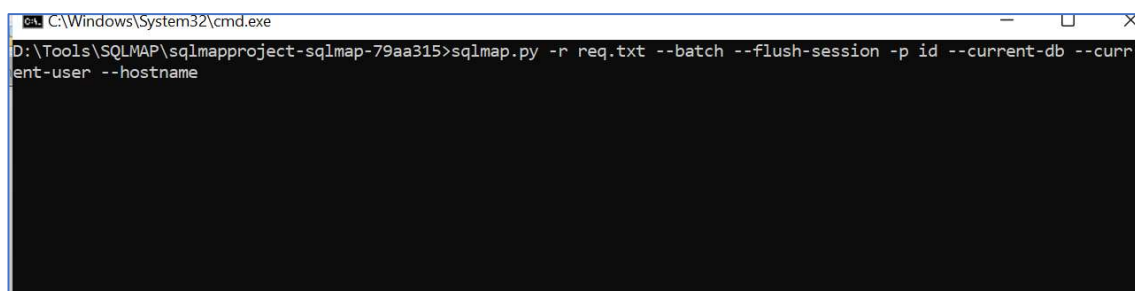 C:\Windows\System32\cmd.exe
D:\Tools\SQLMAP\sqlmapproject-sqlmap-79aa315>sqlmap.py -r req.txt --batch --flush-session -p id --current-db --curr
ent-user --hostname